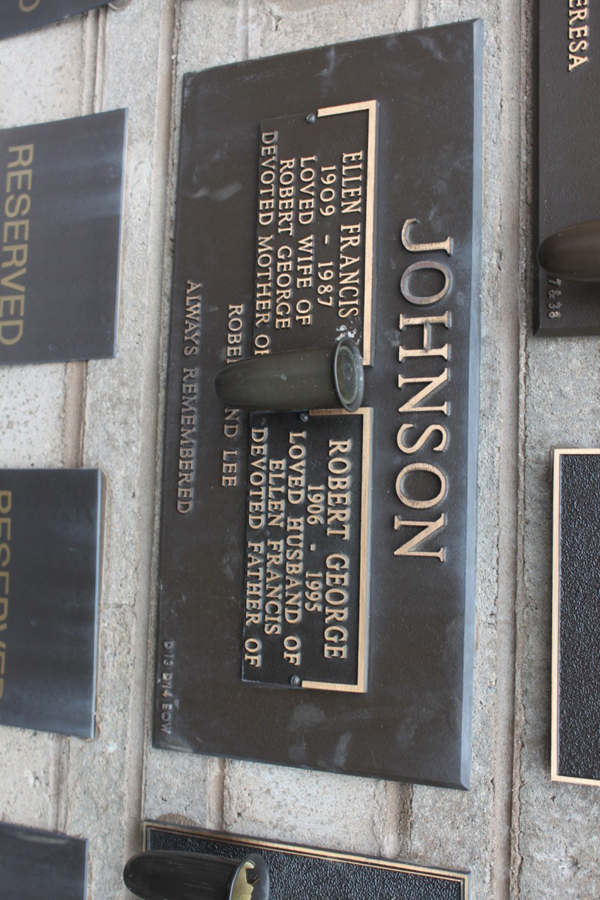 JOHNSON
ELLEN FRANCIS
1909 - 1987
LOVED WIFE OF
ROBERT GEORGE
DEVOTED MOTHER OF
ROBERT GEORGE
1906 - 1995
LOVED HUSBAND OF
ELLEN FRANCIS
DEVOTED FATHER OF
LEE
ALWAYS REMEMBERED
RESERVED
RESERVED